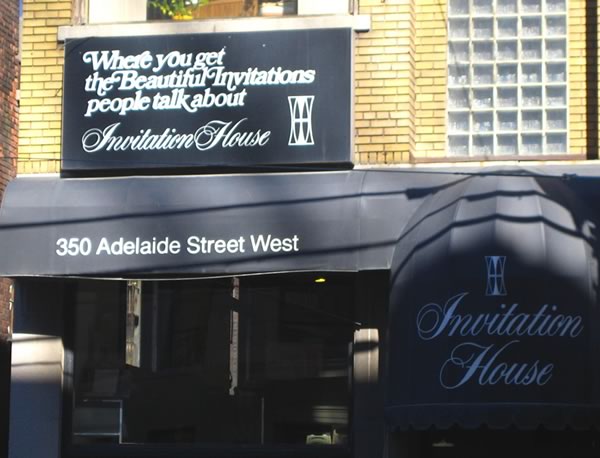 Where you get
the Beautiful Invitations
people talk about
Invitation House
350 Adelaide Street West
Invitation
House